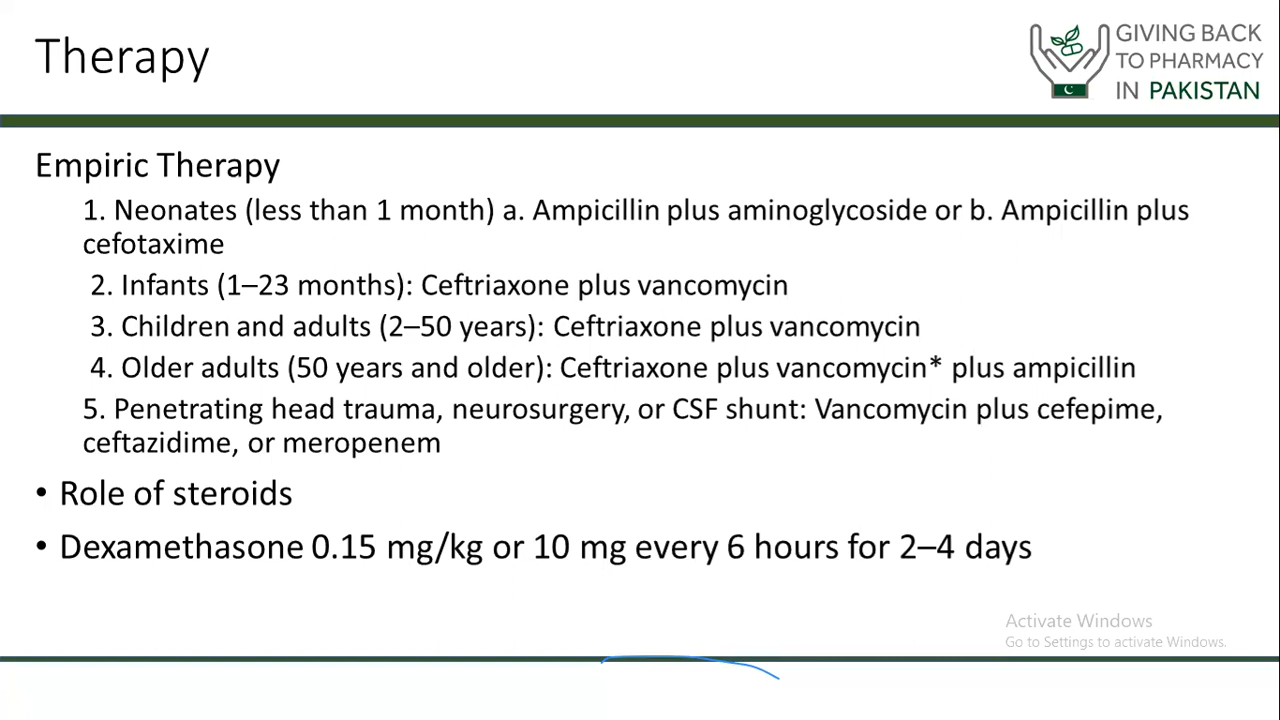 Therapy
GIVING BACK
TO PHARMACY
IN PAKISTAN
Empiric Therapy
1. Neonates (less than 1 month) a. Ampicillin plus aminoglycoside or b. Ampicillin plus
cefotaxime
2. Infants (1–23 months): Ceftriaxone plus vancomycin
3. Children and adults (2–50 years): Ceftriaxone plus vancomycin
4. Older adults (50 years and older): Ceftriaxone plus vancomycin* plus ampicillin
5. Penetrating head trauma, neurosurgery, or CSF shunt: Vancomycin plus cefepime,
ceftazidime, or meropenem
• Role of steroids
• Dexamethasone 0.15 mg/kg or 10 mg every 6 hours for 2–4 days
Activate Windows
Go to Settings to activate Windows.